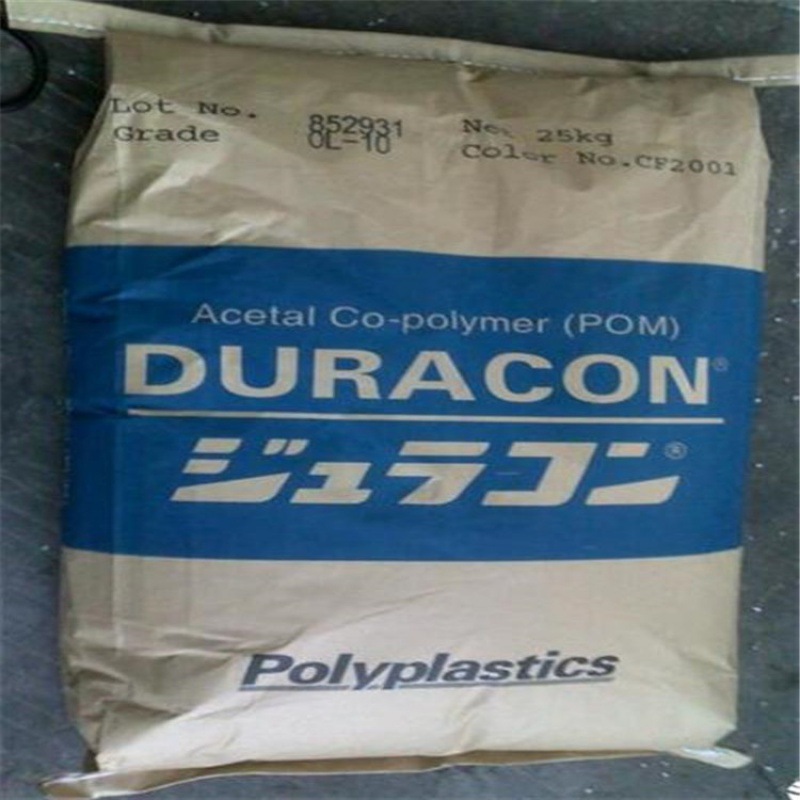 Lot No. 852931 Ne. 25kg
Grade OL-10 Color No.CF2001
Acetal Co-polymer (POM)
DURACON®
ジュラコン®
Polyplastics